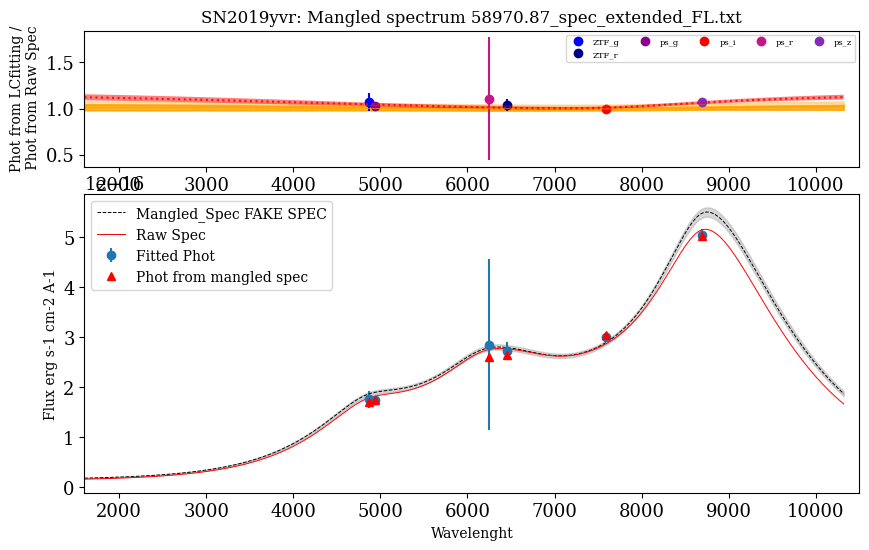 SN2019yvr: Mangled spectrum 58970.87_spec_extended_FL.txt
Phot from LCfitting /
Phot from Raw Spec
ZTF_g ps_g ps_i ps_r ps_z
ZTF_r
1.5
1.0
0.5
2000 3000 4000 5000 6000 7000 8000 9000 10000
1e−16
Mangled_Spec FAKE SPEC
Raw Spec
Fitted Phot
Phot from mangled spec
Flux erg s-1 cm-2 A-1
5
4
3
2
1
0
2000 3000 4000 5000 6000 7000 8000 9000 10000
Wavelenght